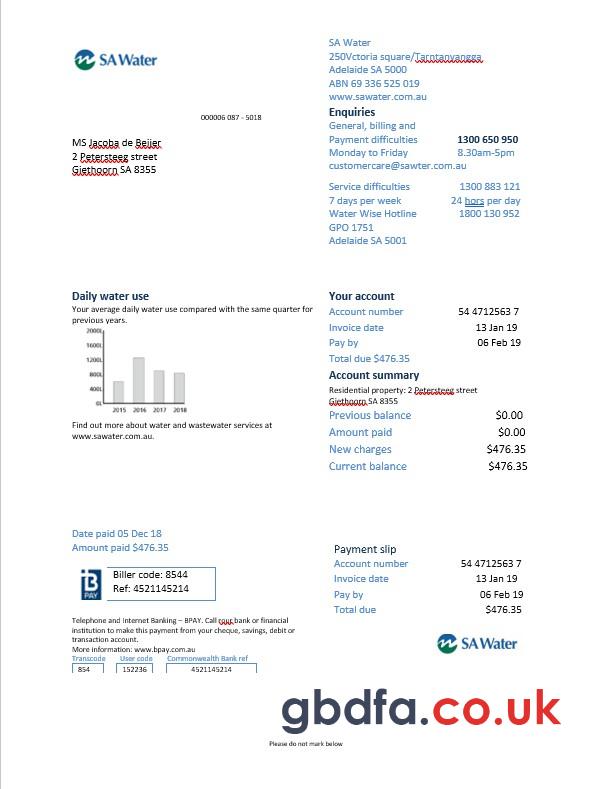 SA Water
SA Water
250Vctoria square/Tarntanyangga
Adelaide SA 5000
ABN 69 336 525 019
www.sawater.com.au
Enquiries
General, billing and
Payment difficulties 1300 650 950
Monday to Friday 8.30am-5pm
customercare@sawter.com.au
000006 087 - 5018
MS Jacoba de Beijer
2 Petersteeg street
Giethoorn SA 8355
Service difficulties 1300 883 121
7 days per week 24 hors per day
Water Wise Hotline 1800 130 952
GPO 1751
Adelaide SA 5001
Daily water use
Your average daily water use compared with the same quarter for
previous years.
2000L
1600L
1200L
800L
400L
0L
2015 2016 2017 2018
Find out more about water and wastewater services at
www.sawater.com.au.
Your account
Account number 54 4712563 7
Invoice date 13 Jan 19
Pay by 06 Feb 19
Total due $476.35
Account summary
Residential property: 2 Petersteeg street
Giethoorn SA 8355
Previous balance $0.00
Amount paid $0.00
New charges $476.35
Current balance $476.35
Date paid 05 Dec 18
Amount paid $476.35
B
PAY
Biller code: 8544
Ref: 4521145214
Telephone and Internet Banking – BPAY. Call your bank or financial
institution to make this payment from your cheque, savings, debit or
transaction account.
More information: www.bpay.com.au
Transcode User code Commonwealth Bank ref
854 152236 4521145214
Payment slip
Account number 54 4712563 7
Invoice date 13 Jan 19
Pay by 06 Feb 19
Total due $476.35
SA Water
gbdfa.co.uk
Please do not mark below